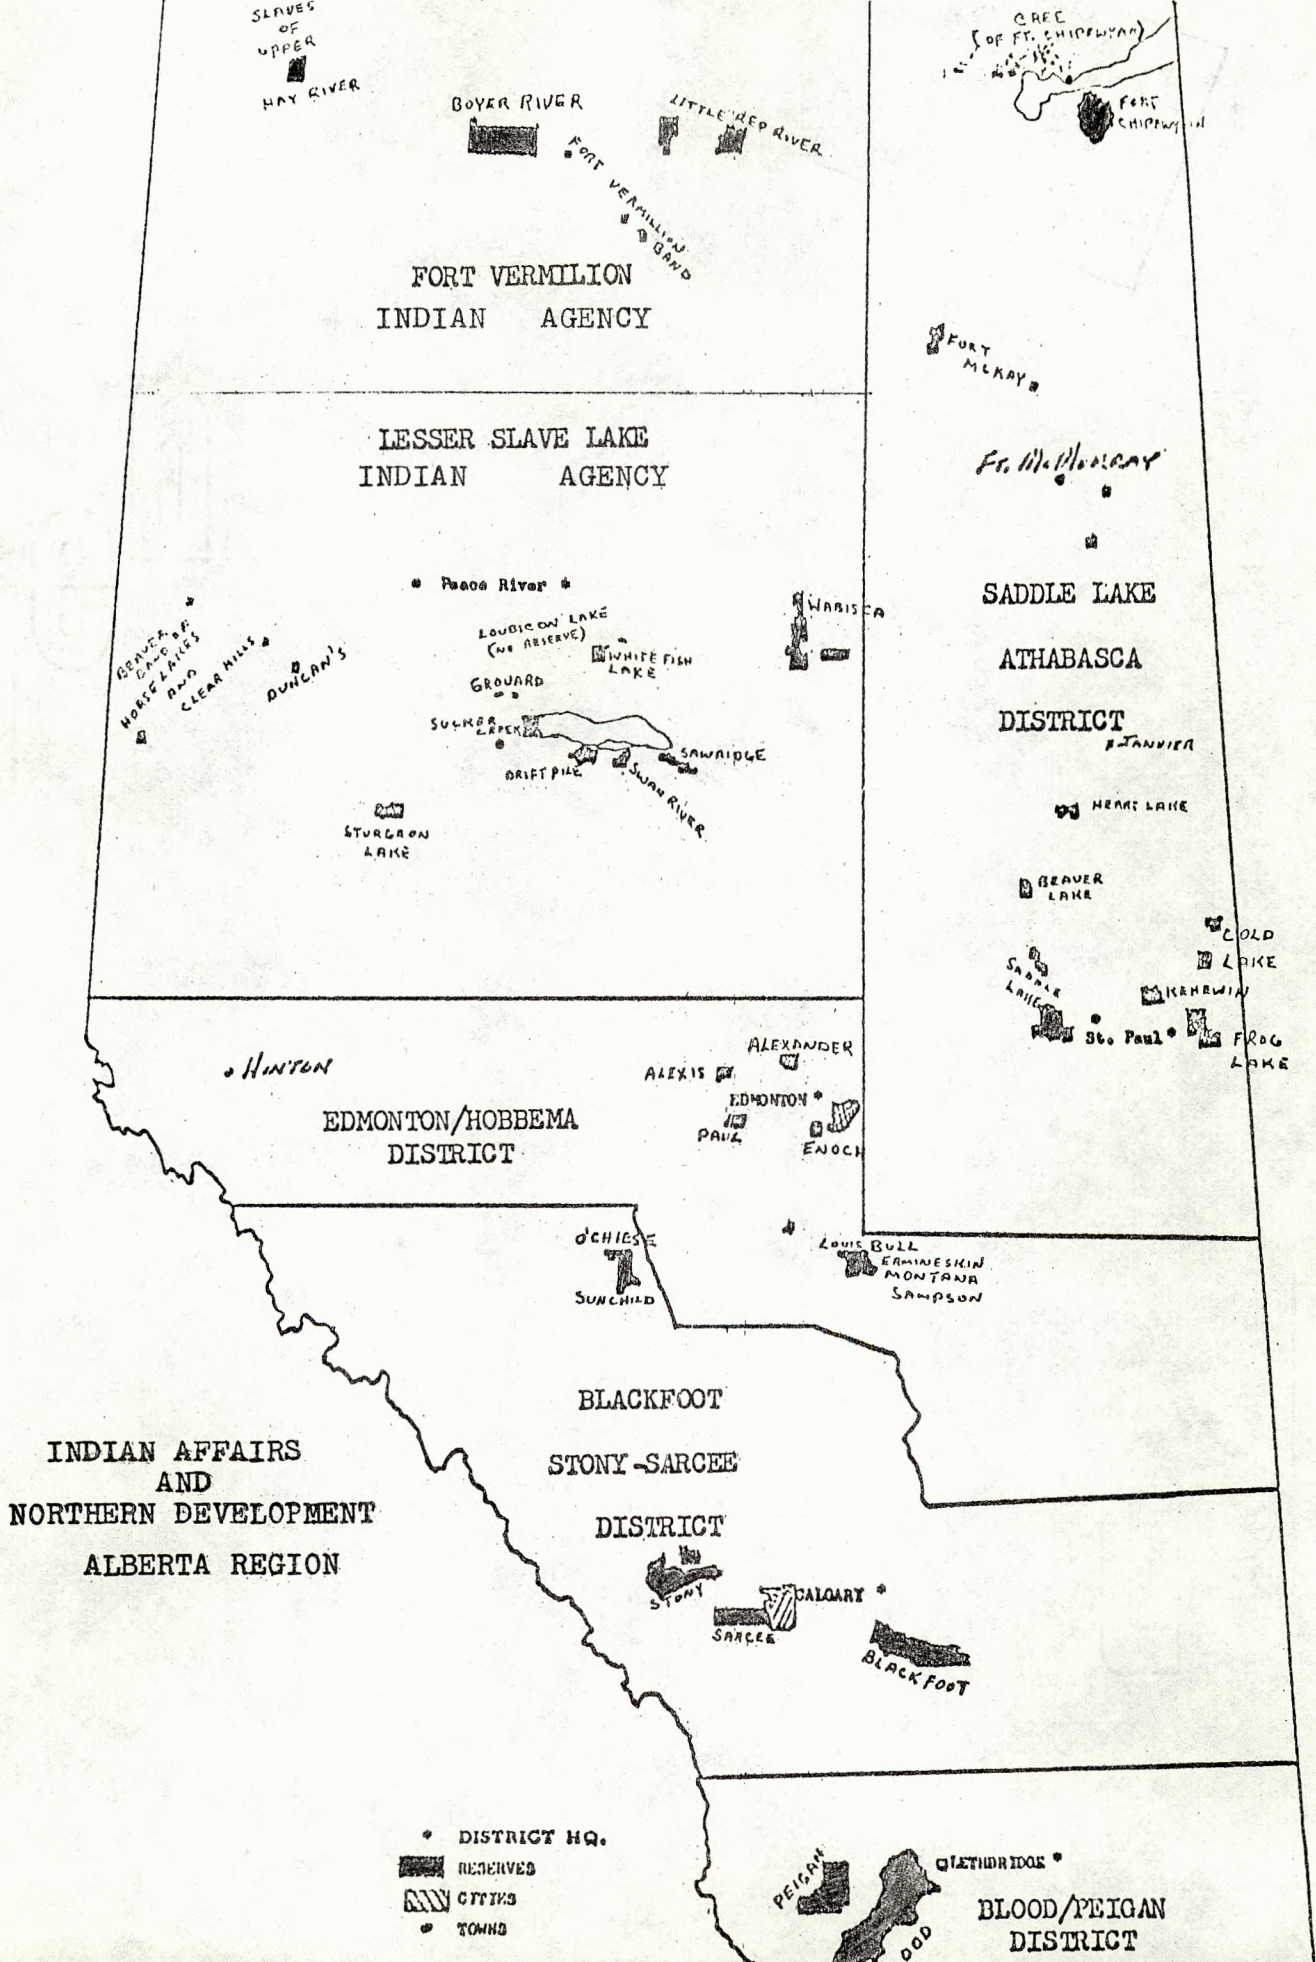 SLAVES
OF
UPPER
HAY RIVER
BOYER RIVER
LITTLE RED RIVER
FORT VERMILLION
BAND
CREE
(OF FT. CHIPEWYAN)
FORT
CHIPEWYAN
FORT VERMILION
INDIAN AGENCY
FORT
MCKAY
LESSER SLAVE LAKE
INDIAN AGENCY
Ft. McMurray
Peace River *
BEAVER
BAND OF
HORSE LAKES
AND
CLEAR HILLS
DUNCAN'S
LOUBICON LAKE
(NO RESERVE)
WHITE FISH
LAKE
WABISCA
GROUARD
SUCKER
CREEK
DRIFT PILE
SWAN RIVER
SAWRIDGE
STURGEON
LAKE
SADDLE LAKE
ATHABASCA
DISTRICT
JANVIER
HEART LAKE
BEAVER
LAKE
COLD
LAKE
SADDLE
LAKE
KEHEWIN
St. Paul *
FROG
LAKE
HINTON
ALEXANDER
ALEXIS
EDMONTON *
PAUL
ENOCH
EDMONTON/HOBBEMA
DISTRICT
O'CHIESE
SUNCHILD
LOUIS BULL
ERMINESKIN
MONTANA
SAMPSON
BLACKFOOT
STONY-SARCEE
DISTRICT
INDIAN AFFAIRS
AND
NORTHERN DEVELOPMENT
ALBERTA REGION
STONY
CALGARY *
SARCEE
BLACKFOOT
* DISTRICT HQ.
RESERVES
CITIES
TOWNS
PEIGAN
LETHBRIDGE *
OOD
BLOOD/PEIGAN
DISTRICT